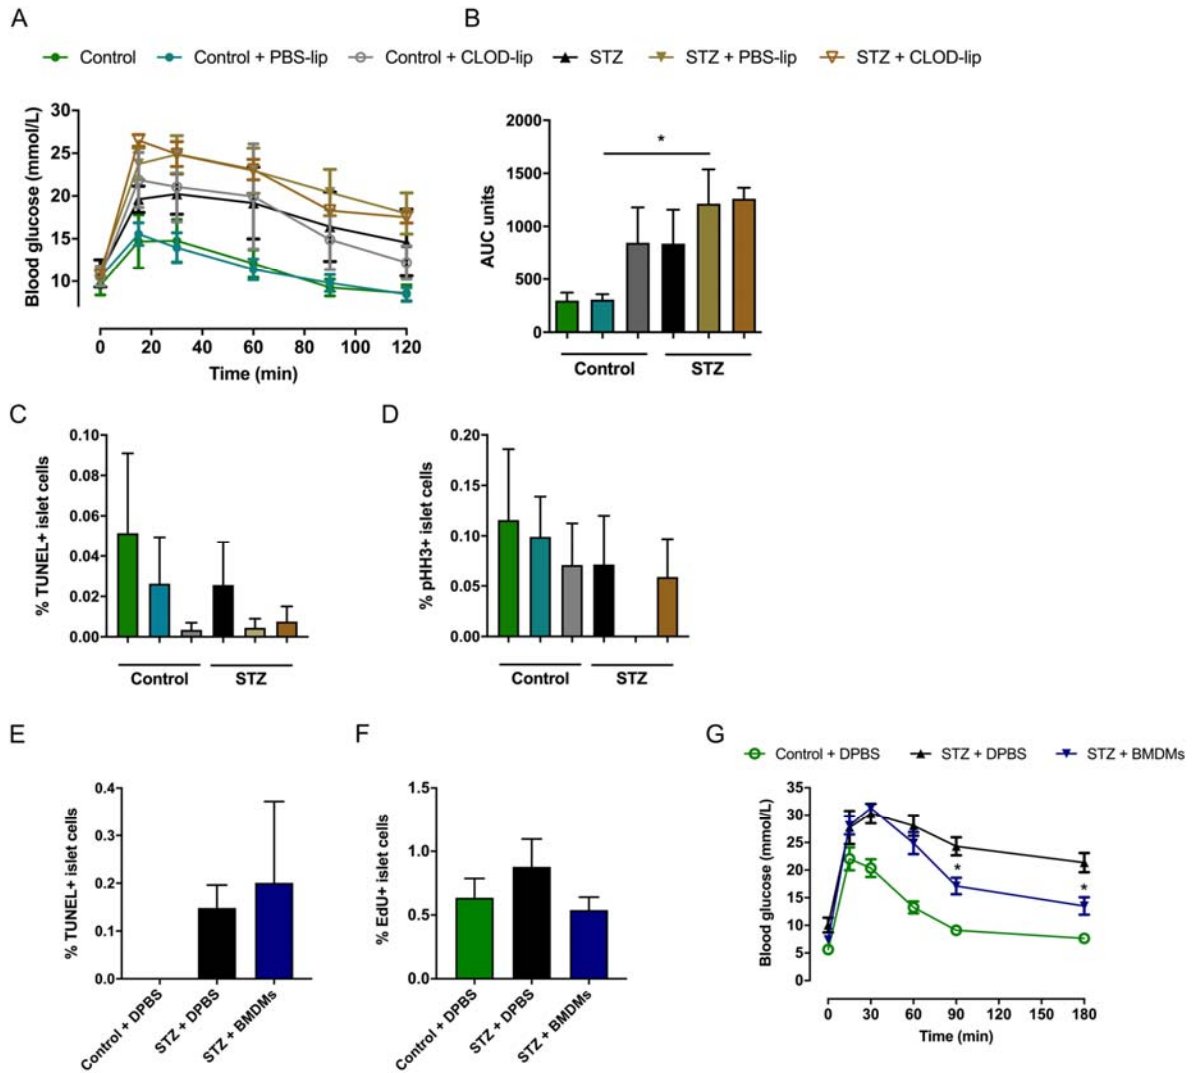 A
B
Control
Control + PBS-lip
Control + CLOD-lip
STZ
STZ + PBS-lip
STZ + CLOD-lip
Blood glucose (mmol/L)
30
25
20
15
10
0 20 40 60 80 100 120
Time (min)
AUC units
2000
1500
1000
500
0
*
Control STZ
C
D
% TUNEL+ islet cells
0.10
0.08
0.06
0.04
0.02
0.00
Control STZ
% pHH3+ islet cells
0.20
0.15
0.10
0.05
0.00
Control STZ
E
F
G
% TUNEL+ islet cells
0.4
0.3
0.2
0.1
0.0
Control + DPBS
STZ + DPBS
STZ + BMDMs
% EdU+ islet cells
1.5
1.0
0.5
0.0
Control + DPBS
STZ + DPBS
STZ + BMDMs
Control + DPBS
STZ + DPBS
STZ + BMDMs
Blood glucose (mmol/L)
35
30
25
20
15
10
5
0
*
*
0 30 60 90 120 150 180
Time (min)